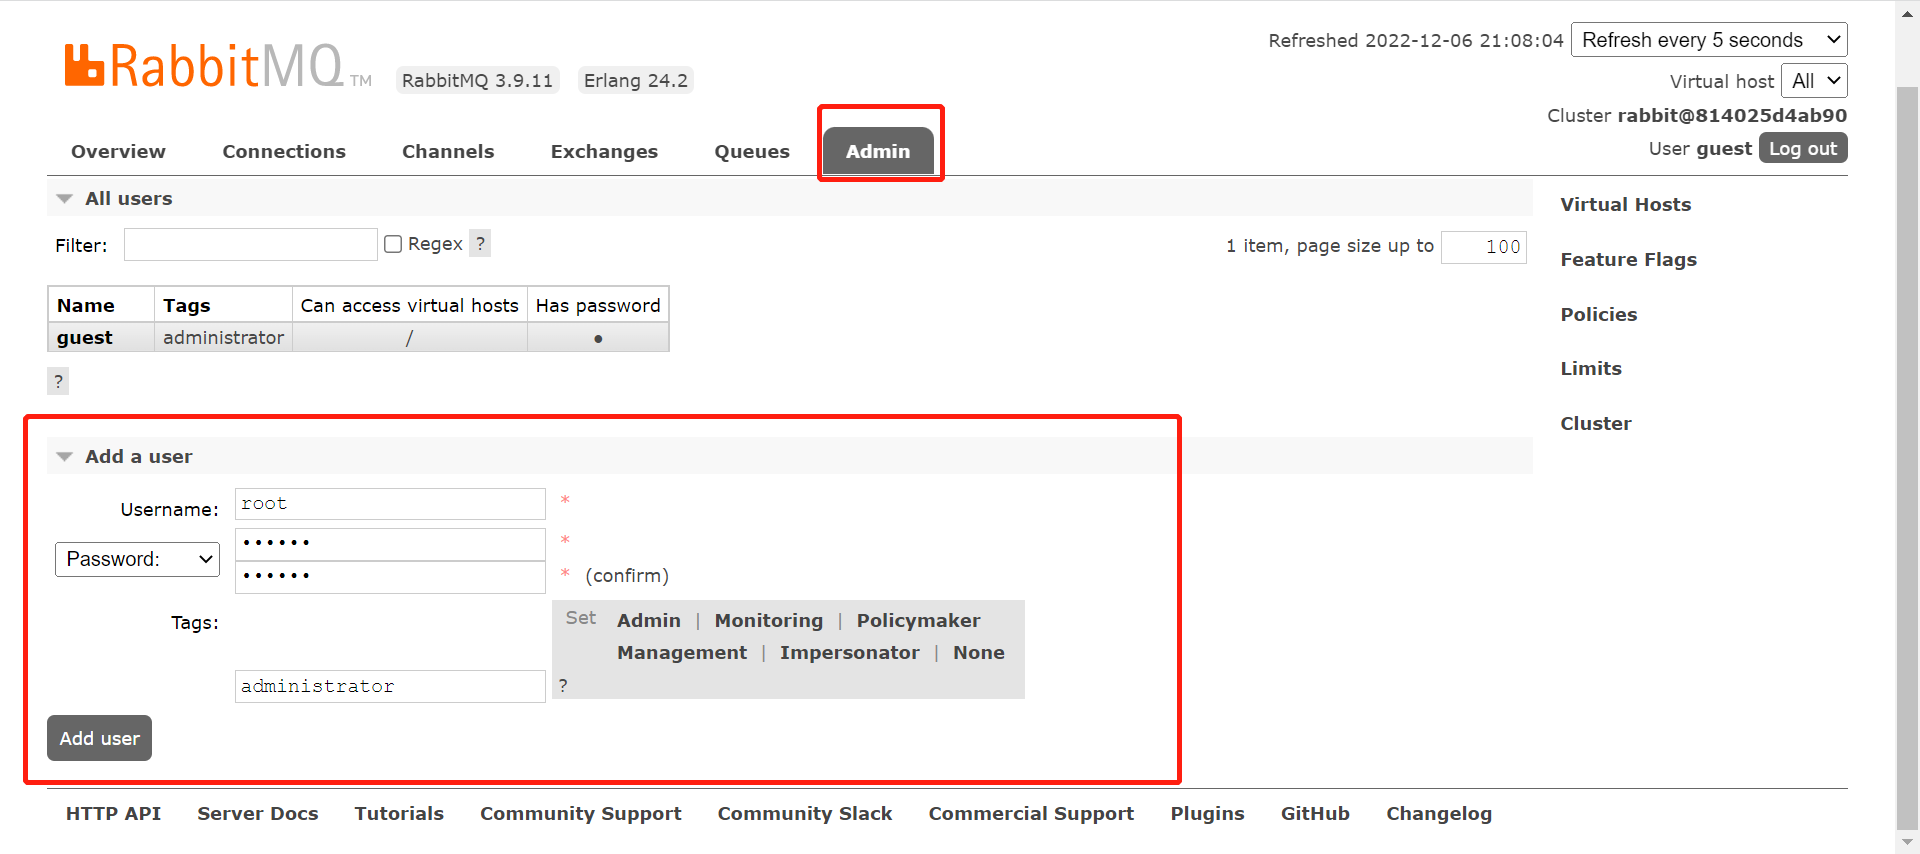 Refreshed 2022-12-06 21:08:04 Refresh every 5 seconds
RabbitMQ TM RabbitMQ 3.9.11 Erlang 24.2
Virtual host All
Cluster rabbit@814025d4ab90
User guest Log out
Overview Connections Channels Exchanges Queues Admin
All users
Virtual Hosts
Filter: Regex ? 1 item, page size up to 100
Feature Flags
Name Tags Can access virtual hosts Has password
Policies
guest administrator / ●
Limits
?
Cluster
Add a user
Username: root *
Password: •••••• *
•••••• * (confirm)
Tags: Set Admin | Monitoring | Policymaker
Management | Impersonator | None
administrator ?
Add user
HTTP API Server Docs Tutorials Community Support Community Slack Commercial Support Plugins GitHub Changelog